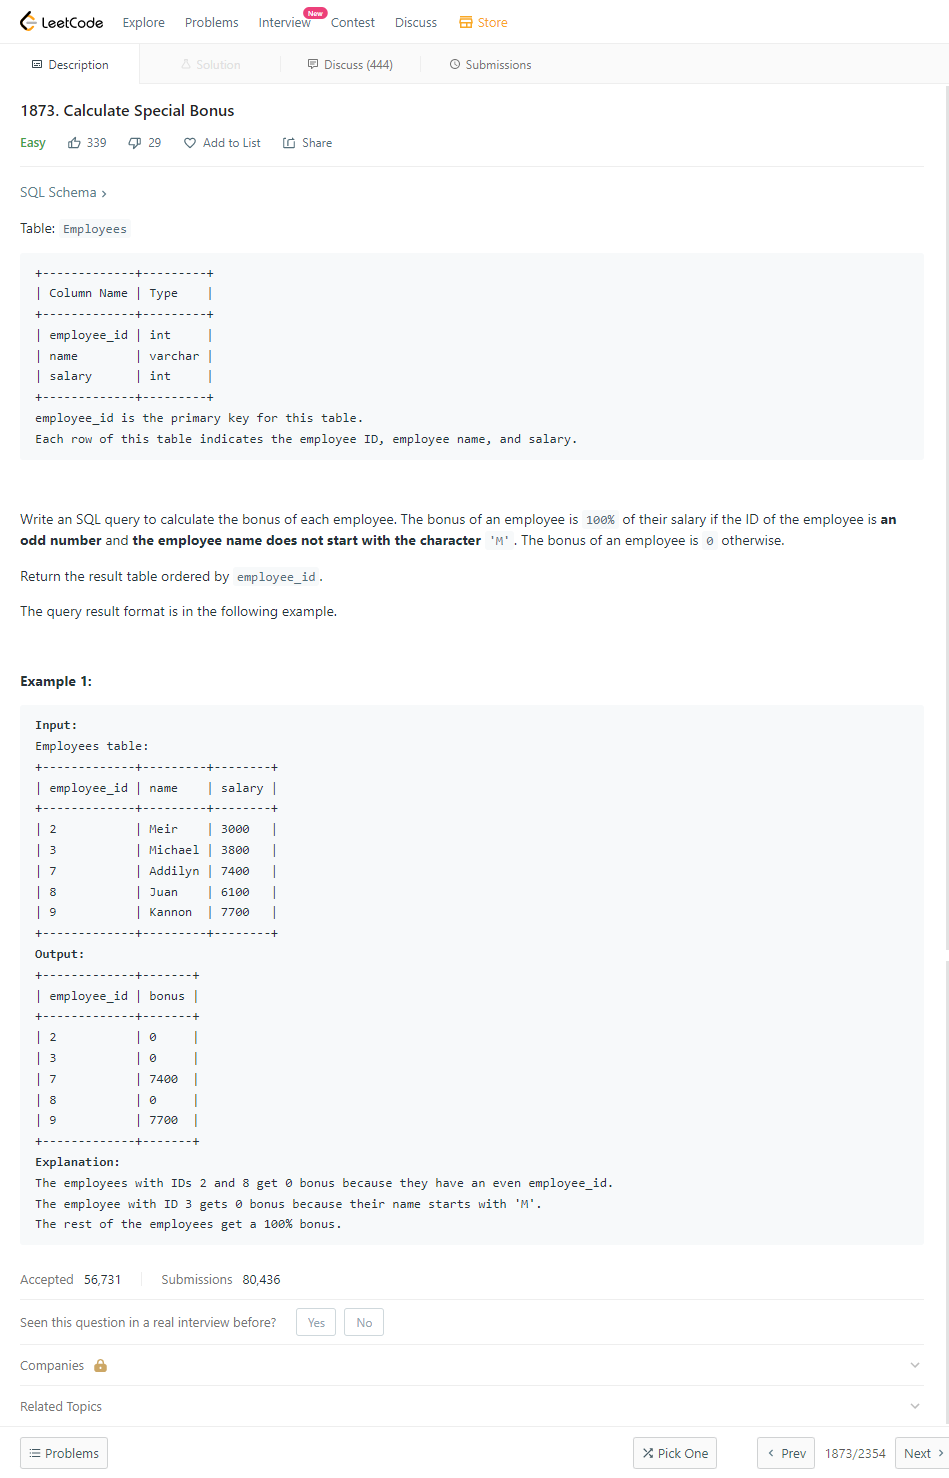 LeetCode Explore Problems Interview New Contest Discuss Store
Description Solution Discuss (444) Submissions
1873. Calculate Special Bonus
Easy 339 29 Add to List Share
SQL Schema ›
Table: Employees
+-------------+---------+
| Column Name | Type    |
+-------------+---------+
| employee_id | int     |
| name        | varchar |
| salary      | int     |
+-------------+---------+
employee_id is the primary key for this table.
Each row of this table indicates the employee ID, employee name, and salary.
Write an SQL query to calculate the bonus of each employee. The bonus of an employee is 100% of their salary if the ID of the employee is an
odd number and the employee name does not start with the character 'M'. The bonus of an employee is 0 otherwise.
Return the result table ordered by employee_id.
The query result format is in the following example.
Example 1:
Input:
Employees table:
+-------------+---------+--------+
| employee_id | name    | salary |
+-------------+---------+--------+
| 2           | Meir    | 3000   |
| 3           | Michael | 3800   |
| 7           | Addilyn | 7400   |
| 8           | Juan    | 6100   |
| 9           | Kannon  | 7700   |
+-------------+---------+--------+
Output:
+-------------+-------+
| employee_id | bonus |
+-------------+-------+
| 2           | 0     |
| 3           | 0     |
| 7           | 7400  |
| 8           | 0     |
| 9           | 7700  |
+-------------+-------+
Explanation:
The employees with IDs 2 and 8 get 0 bonus because they have an even employee_id.
The employee with ID 3 gets 0 bonus because their name starts with 'M'.
The rest of the employees get a 100% bonus.
Accepted 56,731 Submissions 80,436
Seen this question in a real interview before? Yes No
Companies
Related Topics
Problems Pick One ‹ Prev 1873/2354 Next ›